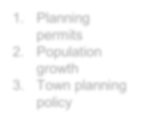 1. Planning
permits
2. Population
growth
3. Town planning
policy